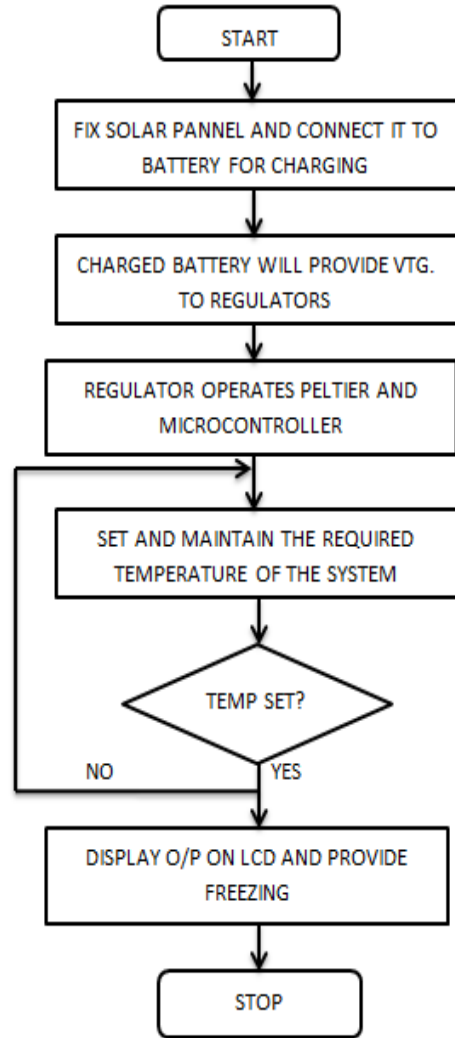 START
FIX SOLAR PANNEL AND CONNECT IT TO
BATTERY FOR CHARGING
CHARGED BATTERY WILL PROVIDE VTG.
TO REGULATORS
REGULATOR OPERATES PELTIER AND
MICROCONTROLLER
SET AND MAINTAIN THE REQUIRED
TEMPERATURE OF THE SYSTEM
TEMP SET?
NO YES
DISPLAY O/P ON LCD AND PROVIDE
FREEZING
STOP